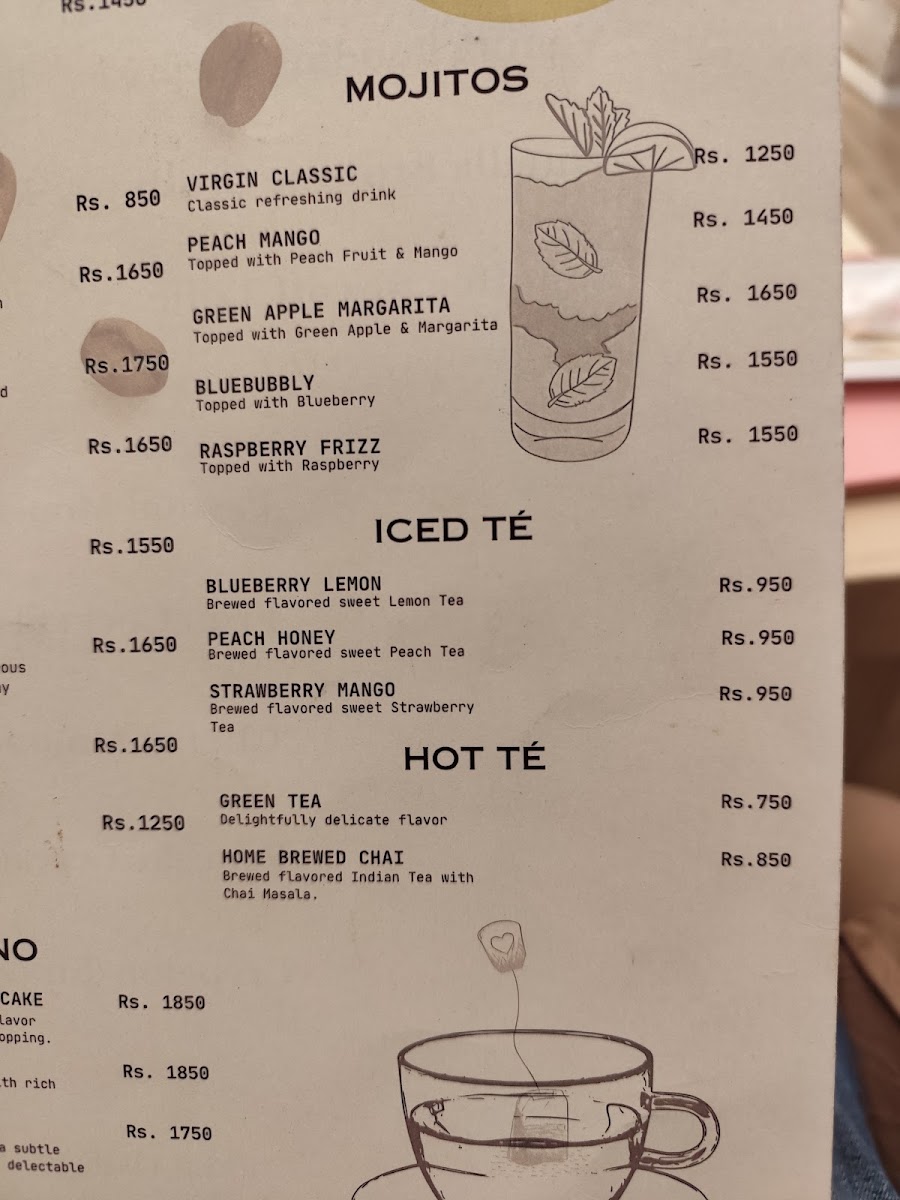 Rs.1450
Rs. 850
Rs.1650
Rs.1750
d
Rs.1650
Rs.1550
Rs.1650
ous
Rs.1650
Rs.1250
NO
CAKE
Rs. 1850
lavor
opping.
th rich
Rs. 1850
Rs. 1750
a subtle
delectable
MOJITOS
VIRGIN CLASSIC
Rs. 1250
Classic refreshing drink
PEACH MANGO
Rs. 1450
Topped with Peach Fruit & Mango
GREEN APPLE MARGARITA
Rs. 1650
Topped with Green Apple & Margarita
BLUEBUBBLY
Rs. 1550
Topped with Blueberry
RASPBERRY FRIZZ
Rs. 1550
Topped with Raspberry
ICED TÉ
BLUEBERRY LEMON
Rs.950
Brewed flavored sweet Lemon Tea
PEACH HONEY
Rs.950
Brewed flavored sweet Peach Tea
STRAWBERRY MANGO
Rs.950
Brewed flavored sweet Strawberry
Tea
HOT TÉ
GREEN TEA
Rs.750
Delightfully delicate flavor
HOME BREWED CHAI
Rs.850
Brewed flavored Indian Tea with
Chai Masala.